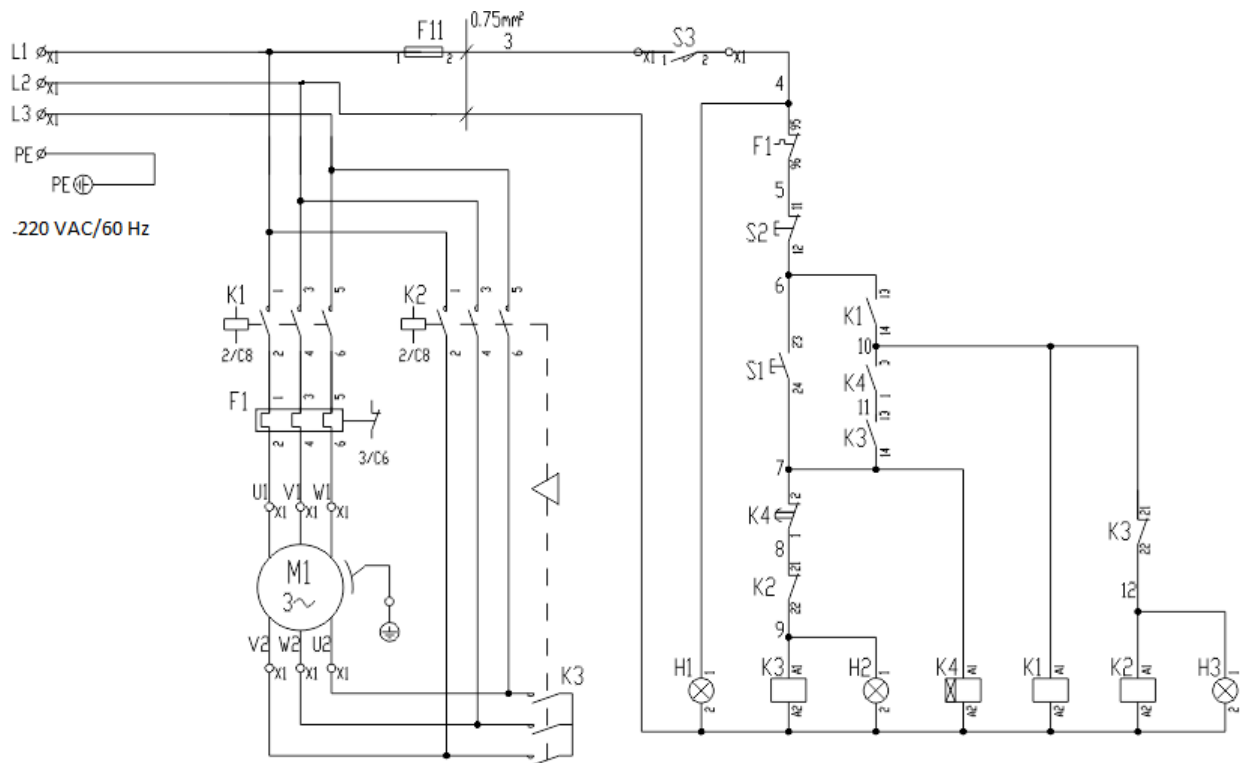 F11
0.75mm²
L1 X1
1 2
3
X1 1 2 X1
S3
L2 X1
L3 X1
4
PE
PE
-220 VAC/60 Hz
95
F1
96
5
11
S2
12
6
K1 1 3 5
2/C8
2 4 6
K2 1 3 5
2/C8
2 4 6
13
K1
14
10
23
S1
24
3
K4
1
11
13
K3
14
F1 1 3 5
2 4 6
3/C6
7
U1 V1 W1
X1 X1 X1
2
K4
1
8
21
K3
22
12
M1
3~
21
K2
22
9
V2 W2 U2
X1 X1 X1
K3
H1 1
2
K3 A1
A2
H2 1
2
K4 A1
A2
K1 A1
A2
K2 A1
A2
H3 1
2